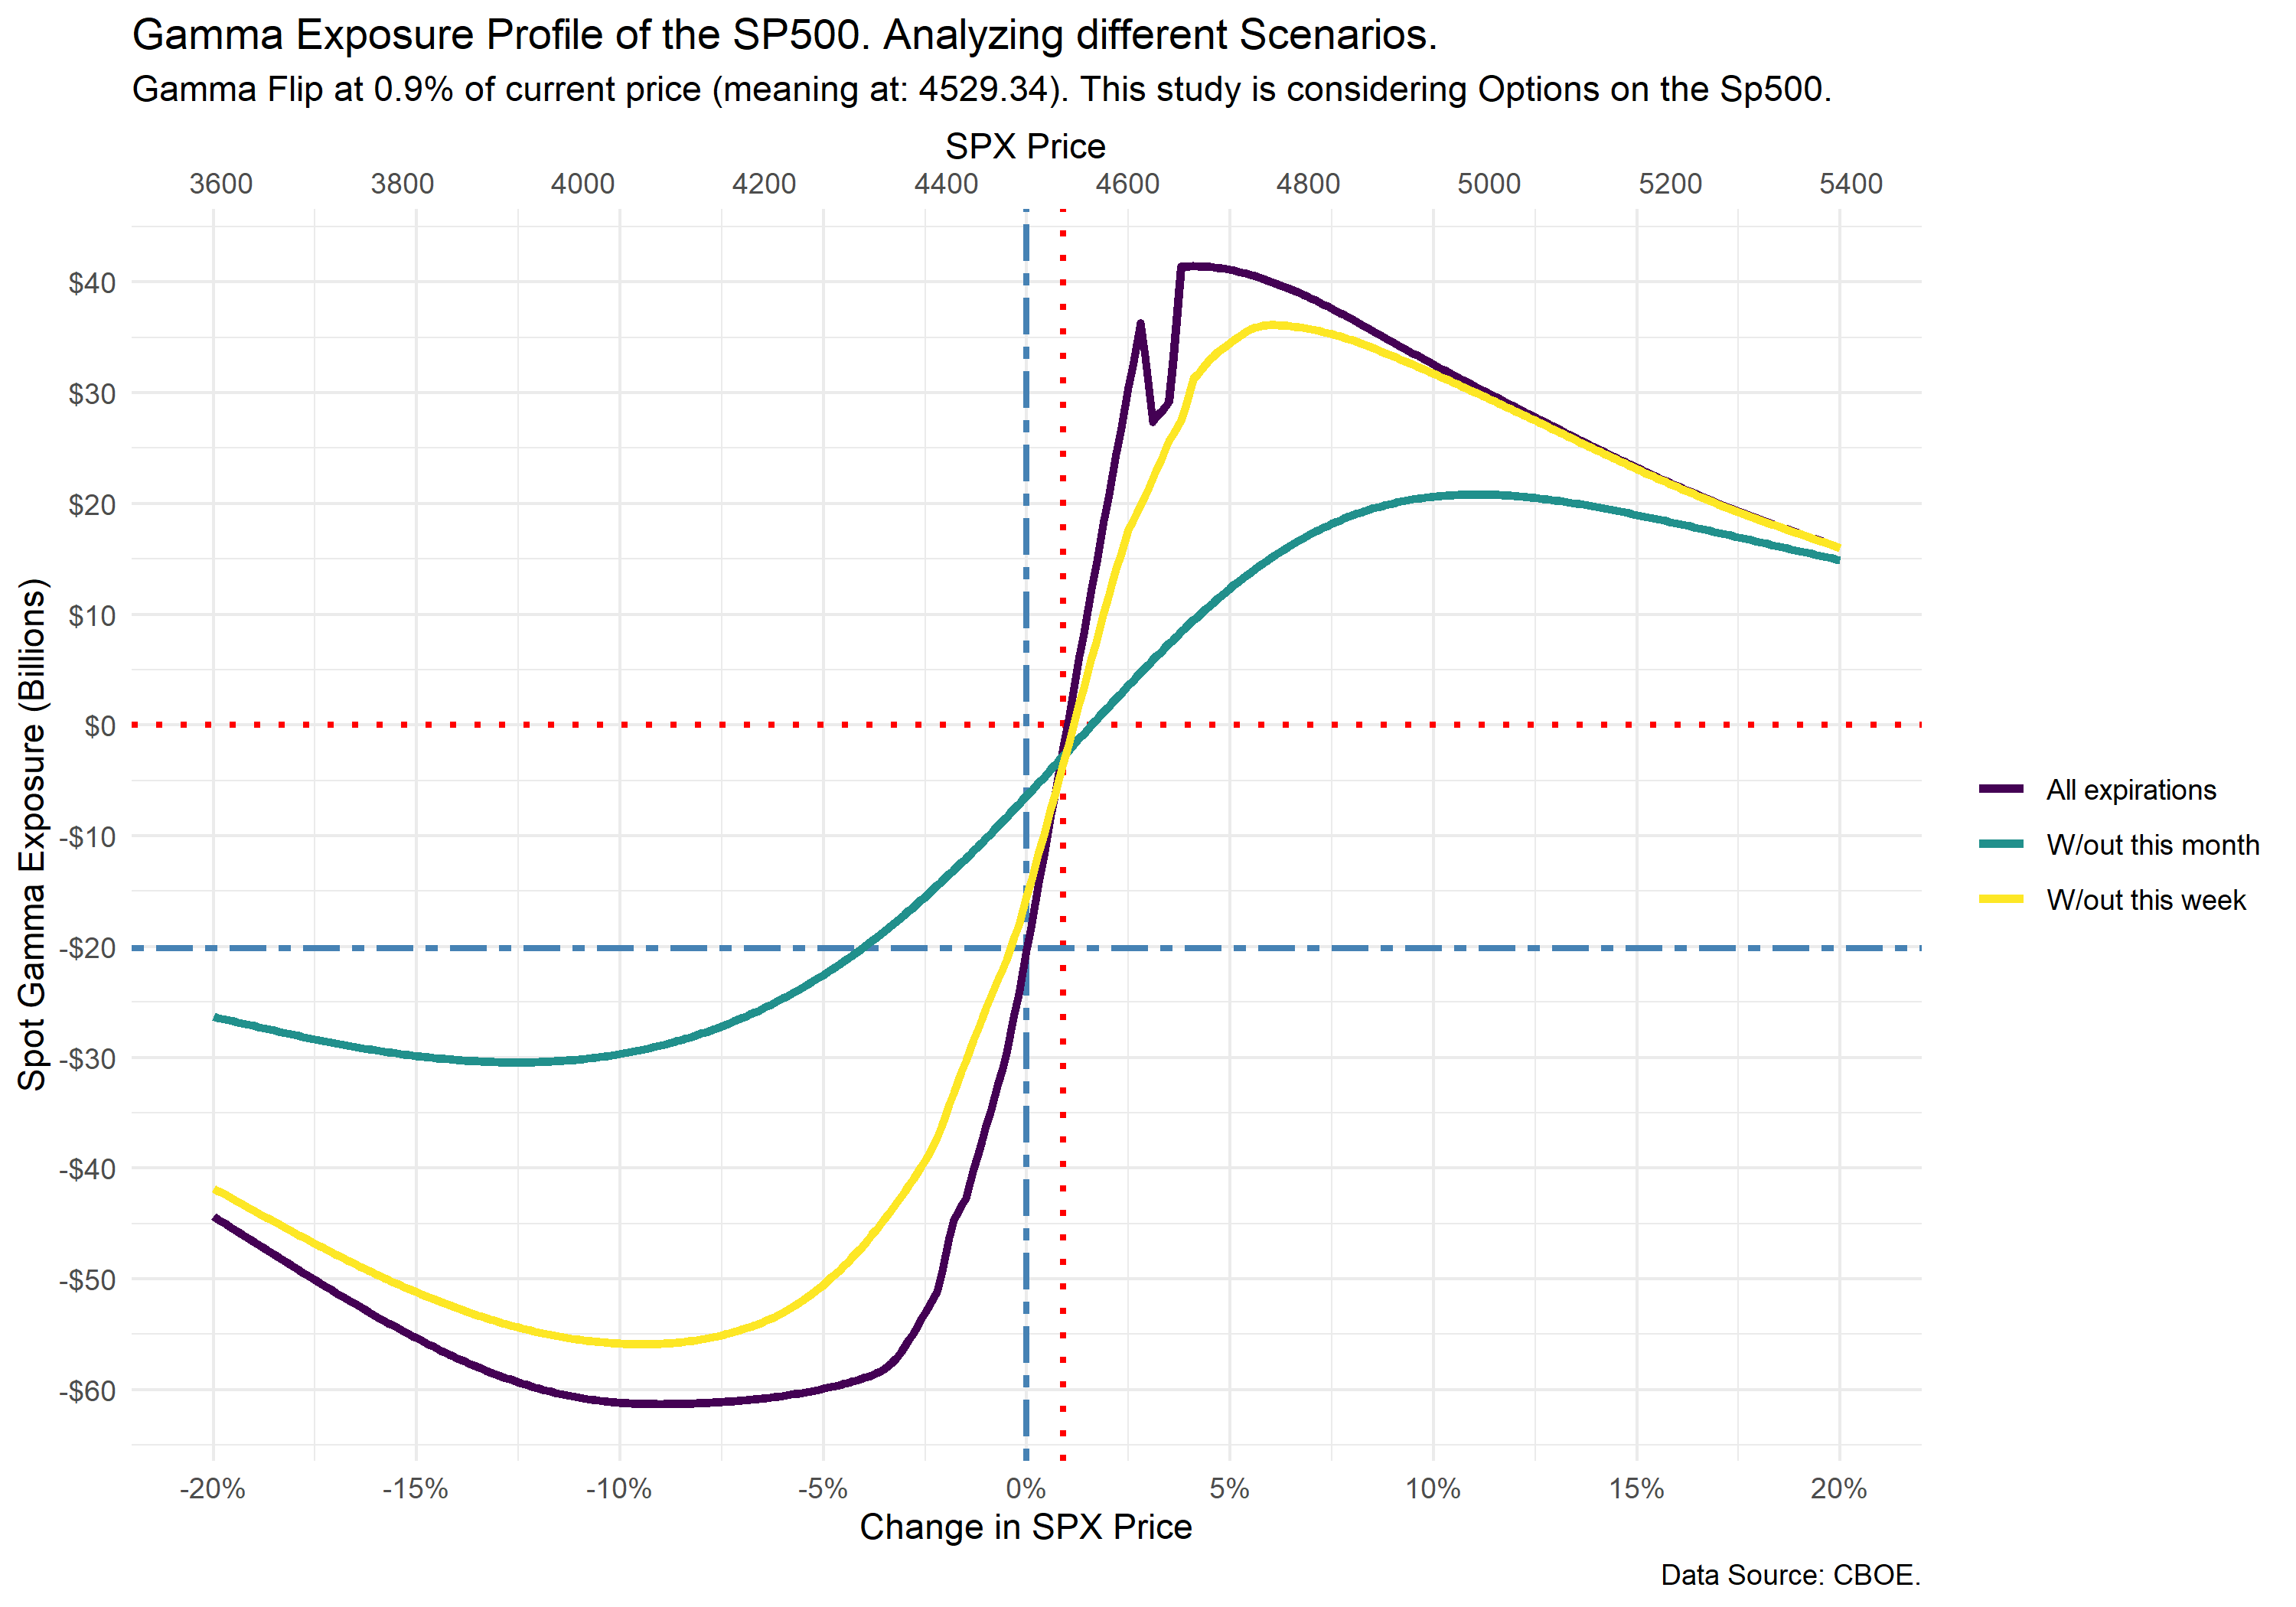 Gamma Exposure Profile of the SP500. Analyzing different Scenarios.
Gamma Flip at 0.9% of current price (meaning at: 4529.34). This study is considering Options on the Sp500.
SPX Price
3600 3800 4000 4200 4400 4600 4800 5000 5200 5400
Spot Gamma Exposure (Billions)
$40
$30
$20
$10
$0
-$10
-$20
-$30
-$40
-$50
-$60
All expirations
W/out this month
W/out this week
-20% -15% -10% -5% 0% 5% 10% 15% 20%
Change in SPX Price
Data Source: CBOE.